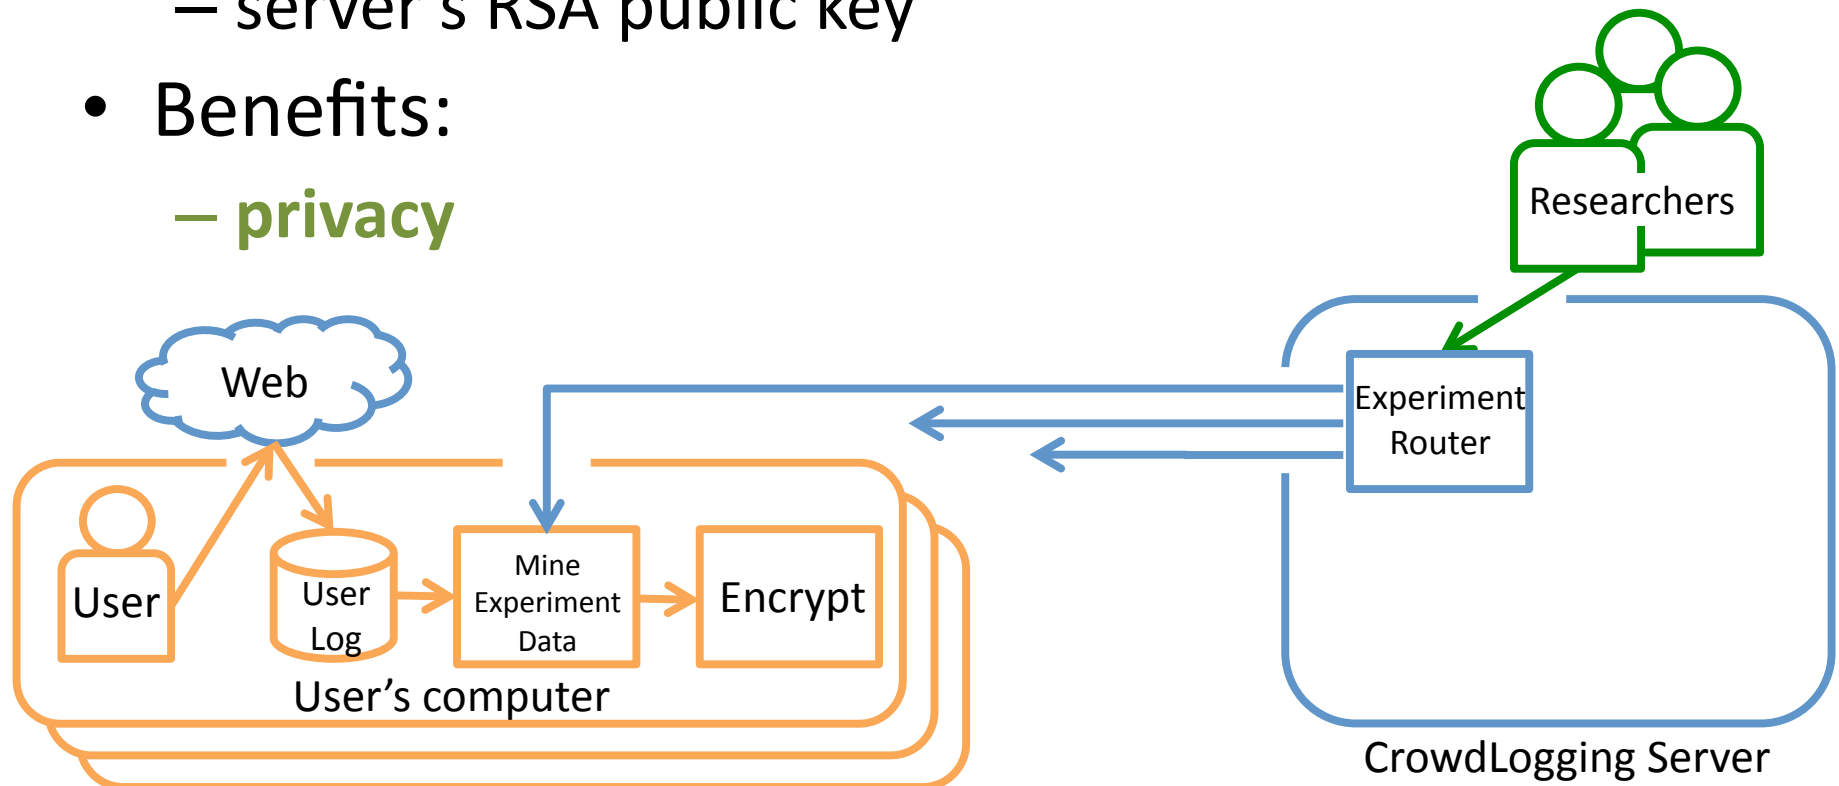 – server's RSA public key
• Benefits:
– privacy
Researchers
Web
Experiment
Router
User
User
Log
Mine
Experiment
Data
Encrypt
User's computer
CrowdLogging Server